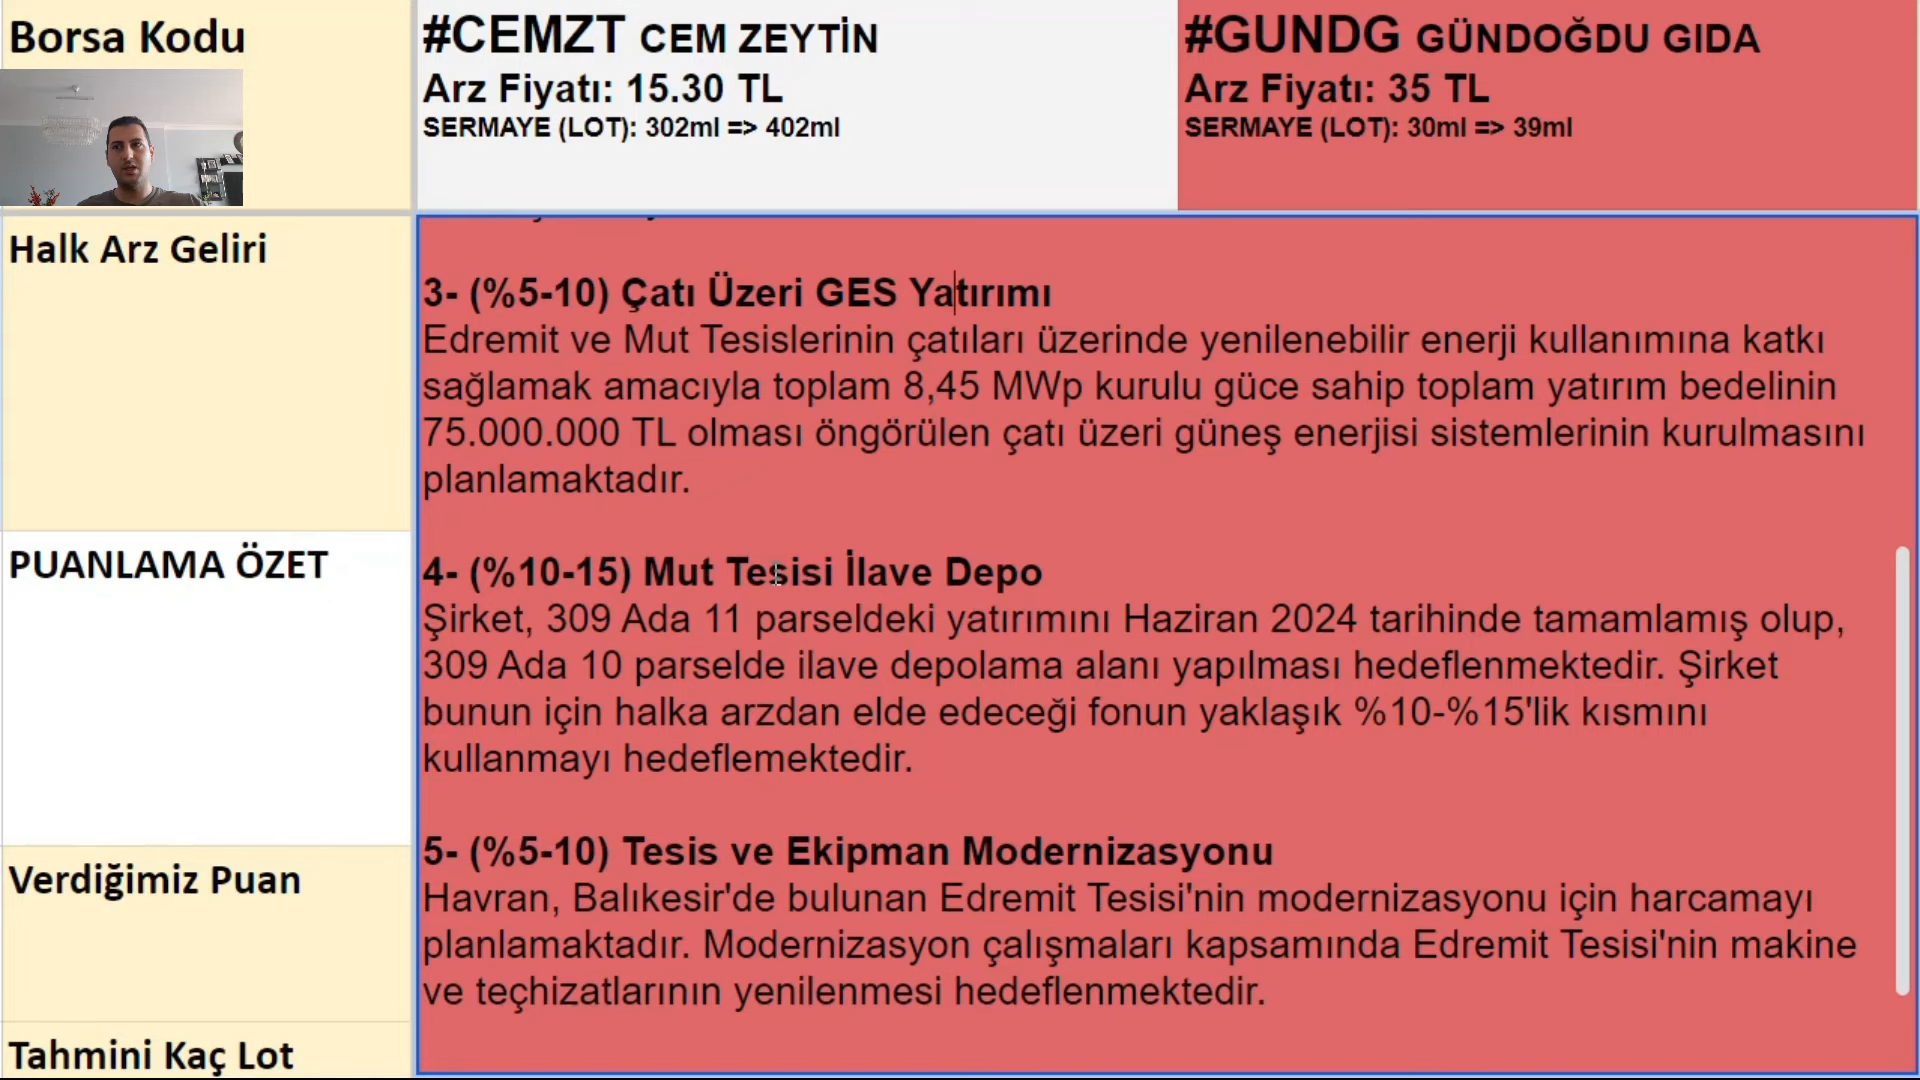 Borsa Kodu
#CEMZT CEM ZEYTİN
Arz Fiyatı: 15.30 TL
SERMAYE (LOT): 302ml => 402ml
#GUNDG GÜNDOĞDU GIDA
Arz Fiyatı: 35 TL
SERMAYE (LOT): 30ml => 39ml
Halk Arz Geliri
3- (%5-10) Çatı Üzeri GES Yatırımı
Edremit ve Mut Tesislerinin çatıları üzerinde yenilenebilir enerji kullanımına katkı
sağlamak amacıyla toplam 8,45 MWp kurulu güce sahip toplam yatırım bedelinin
75.000.000 TL olması öngörülen çatı üzeri güneş enerjisi sistemlerinin kurulmasını
planlamaktadır.
4- (%10-15) Mut Tesisi İlave Depo
Şirket, 309 Ada 11 parseldeki yatırımını Haziran 2024 tarihinde tamamlamış olup,
309 Ada 10 parselde ilave depolama alanı yapılması hedeflenmektedir. Şirket
bunun için halka arzdan elde edeceği fonun yaklaşık %10-%15'lik kısmını
kullanmayı hedeflemektedir.
5- (%5-10) Tesis ve Ekipman Modernizasyonu
Havran, Balıkesir'de bulunan Edremit Tesisi'nin modernizasyonu için harcamayı
planlamaktadır. Modernizasyon çalışmaları kapsamında Edremit Tesisi'nin makine
ve teçhizatlarının yenilenmesi hedeflenmektedir.
PUANLAMA ÖZET
Verdiğimiz Puan
Tahmini Kaç Lot